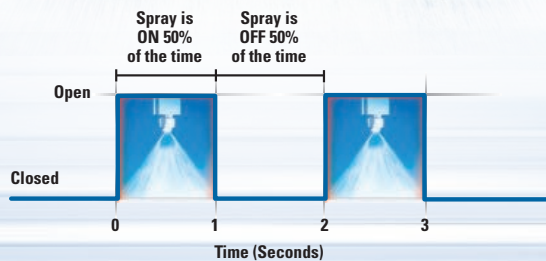 Spray is
ON 50%
of the time
Spray is
OFF 50%
of the time
Open
Closed
0 1 2 3
Time (Seconds)